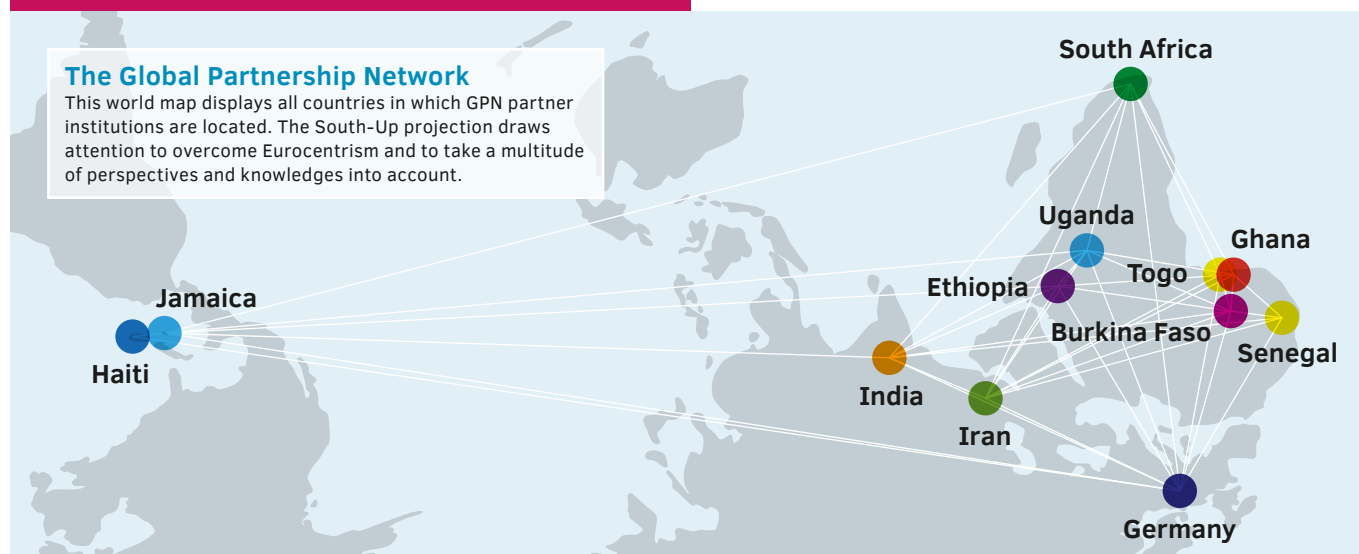 The Global Partnership Network
This world map displays all countries in which GPN partner
institutions are located. The South-Up projection draws
attention to overcome Eurocentrism and to take a multitude
of perspectives and knowledges into account.
South Africa
Uganda
Ghana
Togo
Ethiopia
Jamaica
Burkina Faso
Senegal
Haiti
India
Iran
Germany